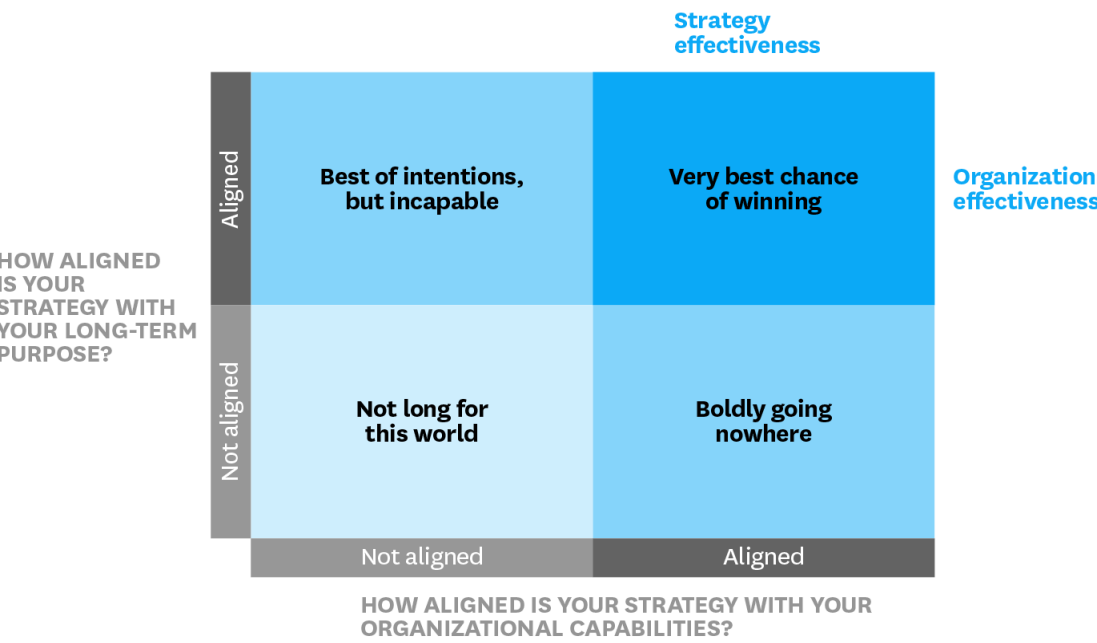 Strategy
effectiveness
Aligned
Best of intentions,
but incapable
Very best chance
of winning
Organization
effectiveness
HOW ALIGNED
IS YOUR
STRATEGY WITH
YOUR LONG-TERM
PURPOSE?
Not aligned
Not long for
this world
Boldly going
nowhere
Not aligned
Aligned
HOW ALIGNED IS YOUR STRATEGY WITH YOUR
ORGANIZATIONAL CAPABILITIES?